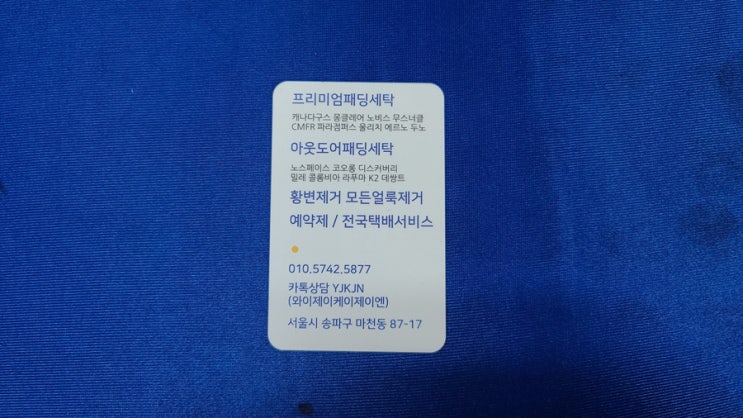 프리미엄패딩세탁
캐나다구스 몽클레어 노비스 무스너클
CMFR 파라점퍼스 울리치 에르노 두노
아웃도어패딩세탁
노스페이스 코오롱 디스커버리
밀레 콜롬비아 라푸마 K2 데쌍트
황변제거 모든얼룩제거
예약제 / 전국택배서비스
010.5742.5877
카톡상담 YJKJN
(와이제이케이제이엔)
서울시 송파구 마천동 87-17